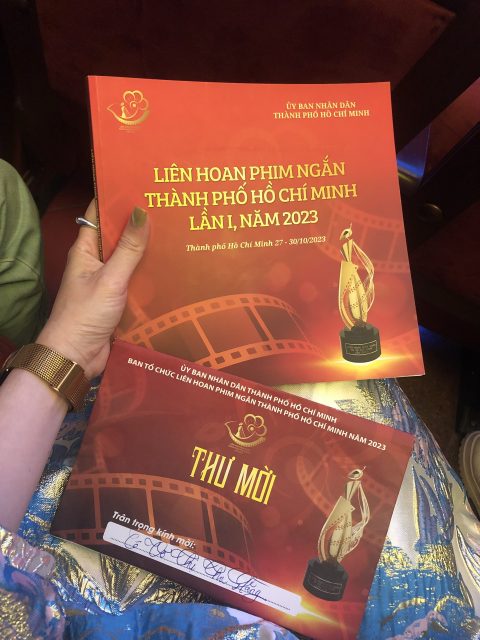 ỦY BAN NHÂN DÂN
THÀNH PHỐ HỒ CHÍ MINH
LIÊN HOAN PHIM NGẮN
THÀNH PHỐ HỒ CHÍ MINH
LẦN I, NĂM 2023
Thành phố Hồ Chí Minh 27 - 30/10/2023
ỦY BAN NHÂN DÂN THÀNH PHỐ HỒ CHÍ MINH
BAN TỔ CHỨC LIÊN HOAN PHIM NGẮN THÀNH PHỐ HỒ CHÍ MINH NĂM 2023
THƯ MỜI
Trân trọng kính mời: